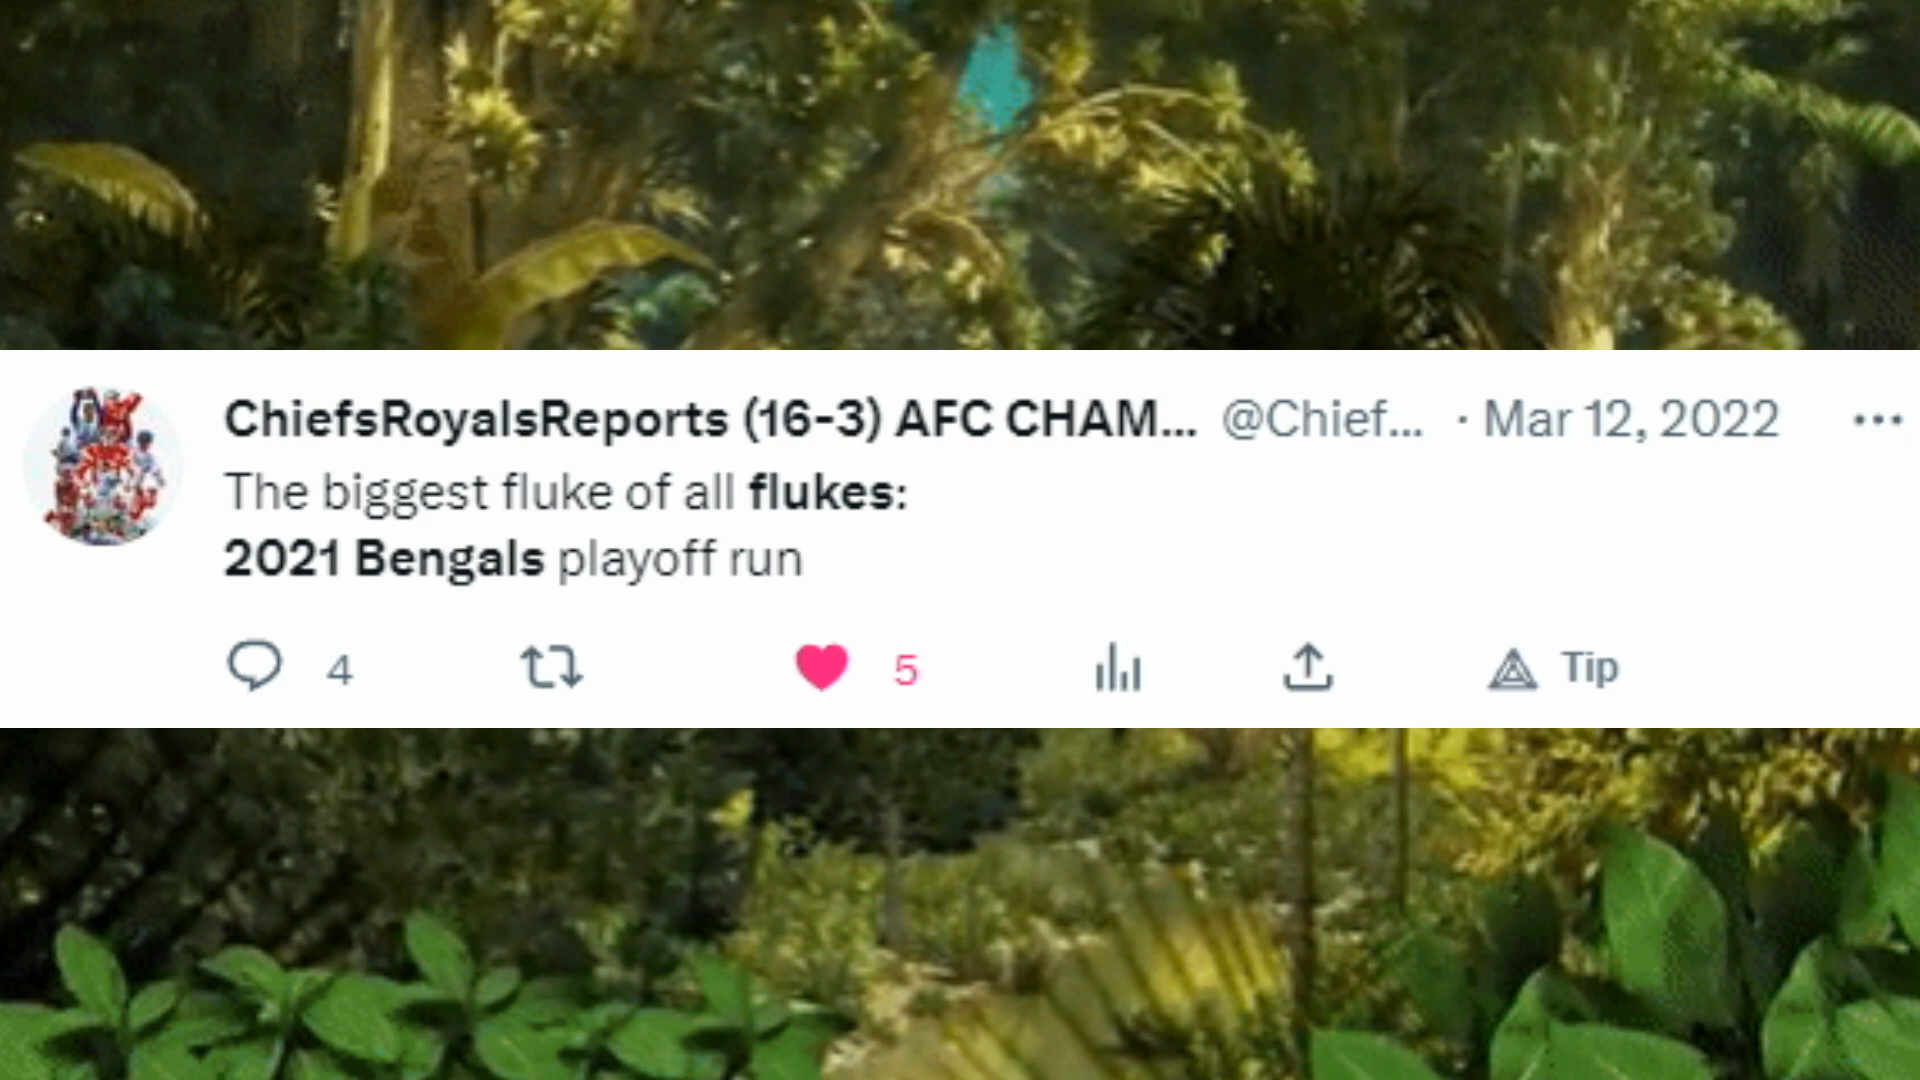 ChiefsRoyalsReports (16-3) AFC CHAM... @Chief... · Mar 12, 2022 ...
The biggest fluke of all flukes:
2021 Bengals playoff run
4 5 Tip